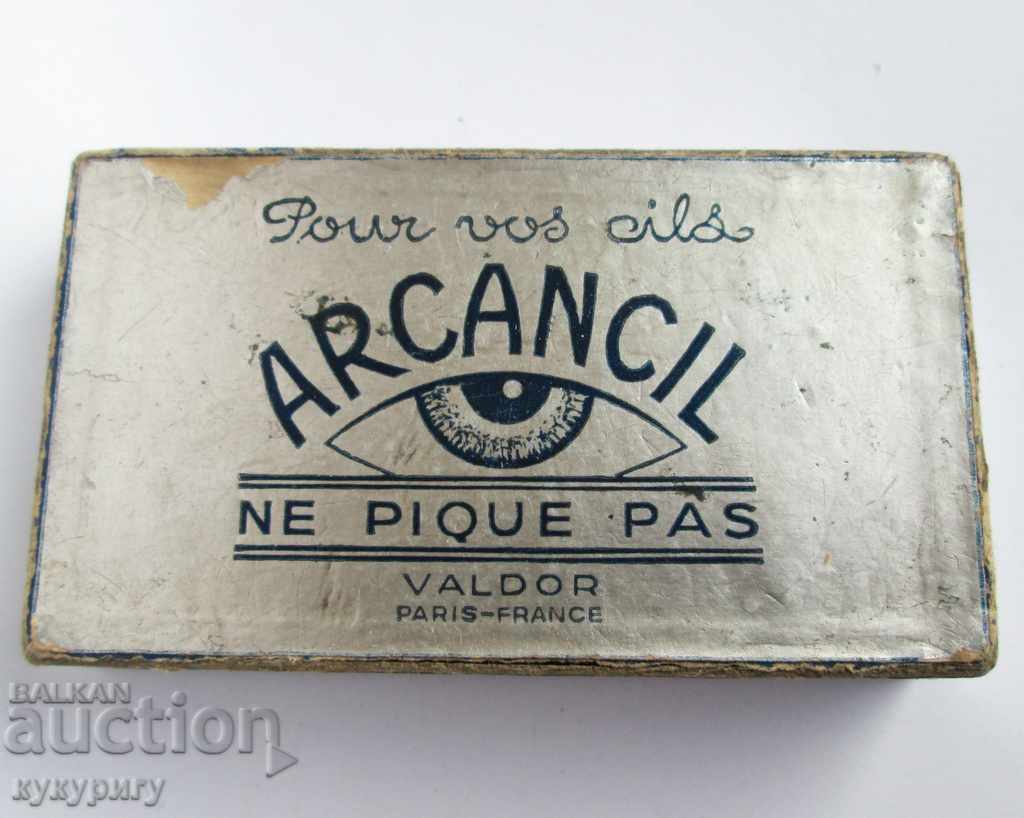 Pour vos cils
ARCANCIL
NE PIQUE PAS
VALDOR
PARIS-FRANCE
BALKAN
auction
кукуригу